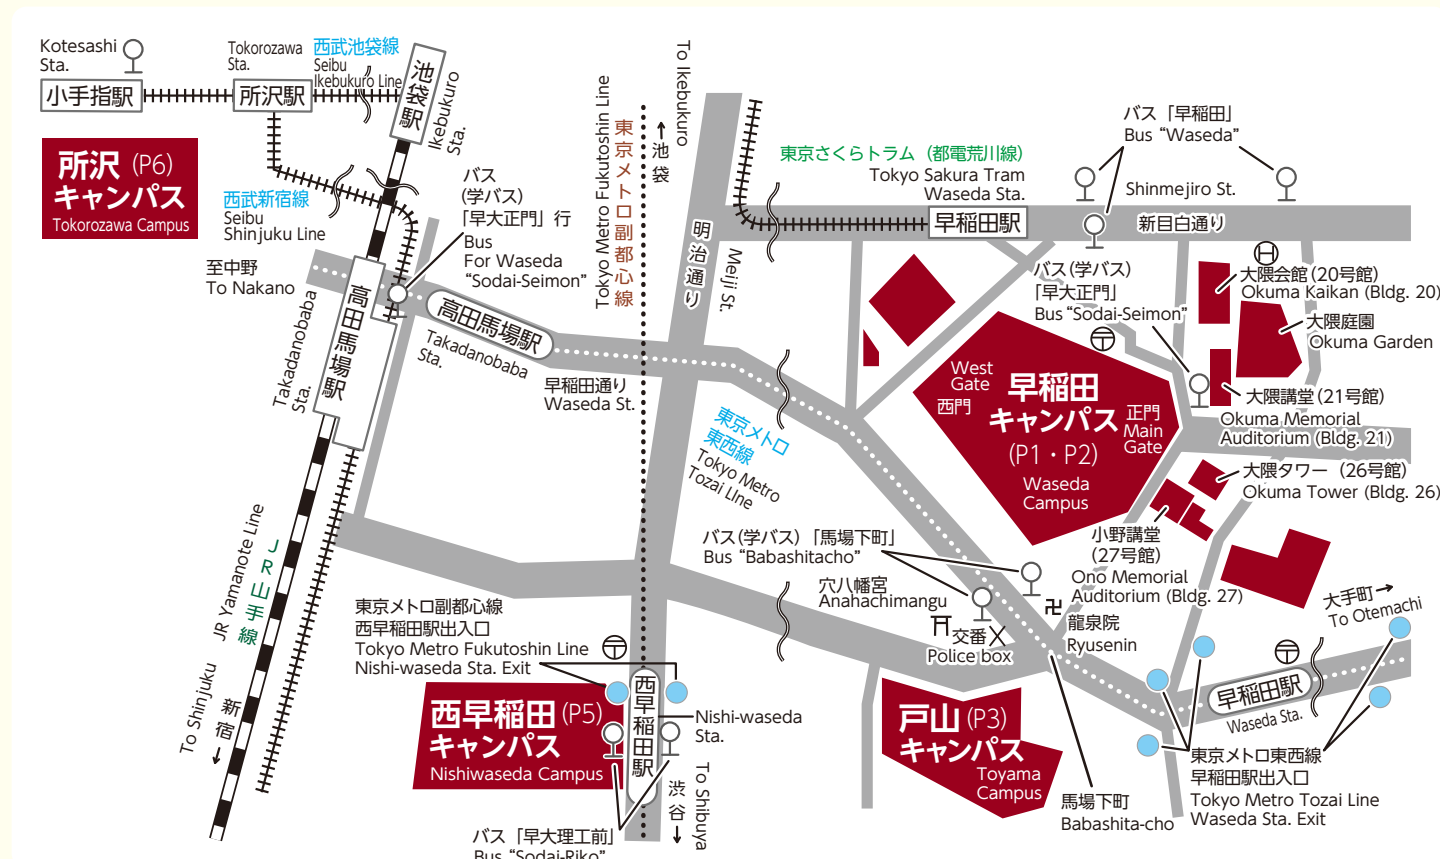 Kotesashi
Sta.
小手指駅
Tokorozawa
Sta.
所沢駅
西武池袋線
Seibu
Ikebukuro Line
池袋駅
Ikebukuro
Sta.
所沢 (P6)
キャンパス
Tokorozawa Campus
西武新宿線
Seibu
Shinjuku Line
至中野
To Nakano
バス
(学バス)
「早大正門」行
Bus
For Waseda
“Sodai-Seimon”
高田馬場駅
Takadanobaba
Sta.
高田馬場駅
Takadanobaba
Sta.
早稲田通り
Waseda St.
東京メトロ副都心線
Tokyo Metro Fukutoshin Line
←池袋
To Ikebukuro
明治通り
Meiji St.
東京さくらトラム（都電荒川線）
Tokyo Sakura Tram
Waseda Sta.
早稲田駅
バス「早稲田」
Bus “Waseda”
Shinmejiro St.
新目白通り
バス(学バス)
「早大正門」
Bus “Sodai-Seimon”
大隈会館(20号館)
Okuma Kaikan (Bldg. 20)
大隈庭園
Okuma Garden
大隈講堂(21号館)
Okuma Memorial
Auditorium (Bldg. 21)
大隈タワー（26号館）
Okuma Tower (Bldg. 26)
West
Gate
西門
早稲田
キャンパス
(P1・P2)
Waseda
Campus
正門
Main
Gate
小野講堂
(27号館)
Ono Memorial
Auditorium (Bldg. 27)
東京メトロ
東西線
Tokyo Metro
Tozai LIne
バス(学バス)「馬場下町」
Bus “Babashitacho”
穴八幡宮
Anahachimangu
交番
Police box
卍
龍泉院
Ryusenin
大手町→
To Otemachi
早稲田駅
Waseda Sta.
東京メトロ東西線
早稲田駅出入口
Tokyo Metro Tozai Line
Waseda Sta. Exit
馬場下町
Babashita-cho
戸山 (P3)
キャンパス
Toyama
Campus
JR Yamanote Line
JR山手線
To Shinjuku
新宿→
東京メトロ副都心線
西早稲田駅出入口
Tokyo Metro Fukutoshin Line
Nishi-waseda Sta. Exit
西早稲田 (P5)
キャンパス
Nishiwaseda Campus
西早稲田駅
Nishi-waseda
Sta.
渋谷→
To Shibuya
バス「早大理工前」
Bus “Sodai-Riko”